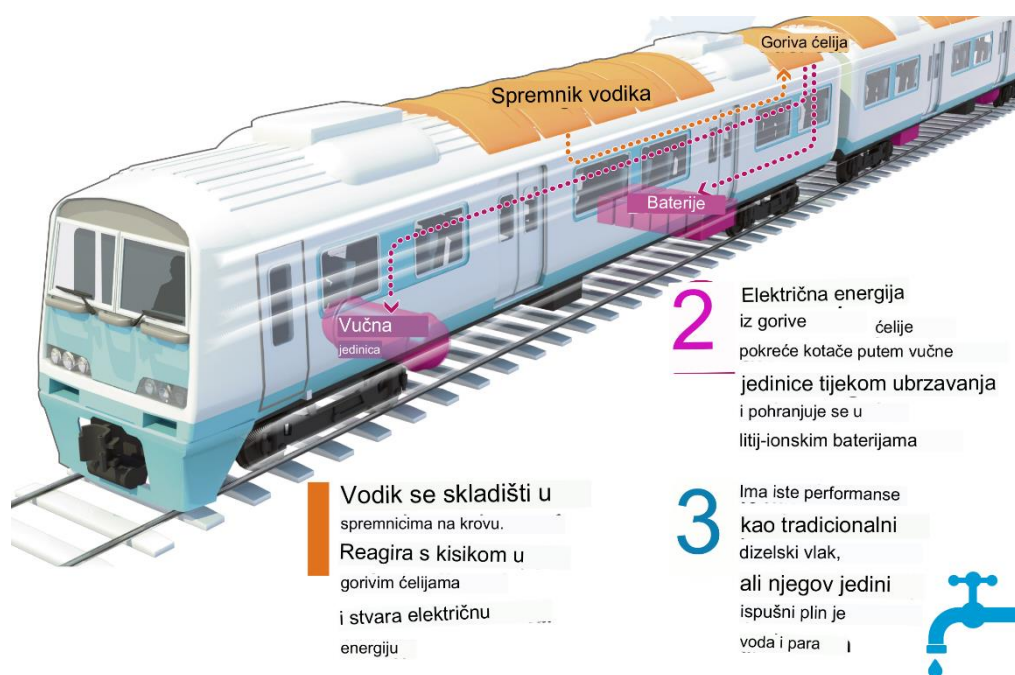 Goriva ćelija
Spremnik vodika
Baterije
Vučna
jedinica
Vodik se skladišti u
spremnicima na krovu.
Reagira s kisikom u
gorivim ćelijama
i stvara električnu
energiju
2
Električna energija
iz gorive ćelije
pokreće kotače putem vučne
jedinice tijekom ubrzavanja
i pohranjuje se u
litij-ionskim baterijama
3
Ima iste performanse
kao tradicionalni
dizelski vlak,
ali njegov jedini
ispušni plin je
voda i para